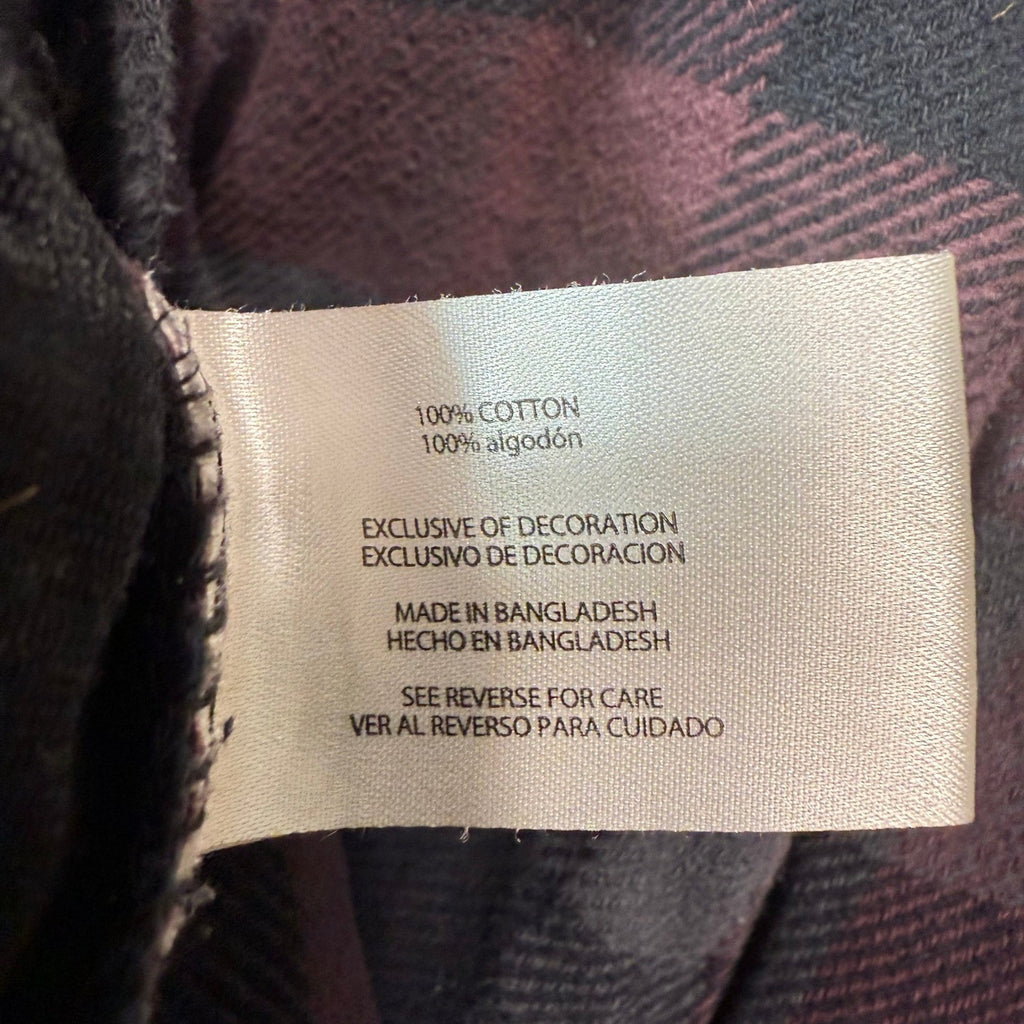 100% COTTON
100% algodón
EXCLUSIVE OF DECORATION
EXCLUSIVO DE DECORACION
MADE IN BANGLADESH
HECHO EN BANGLADESH
SEE REVERSE FOR CARE
VER AL REVERSO PARA CUIDADO